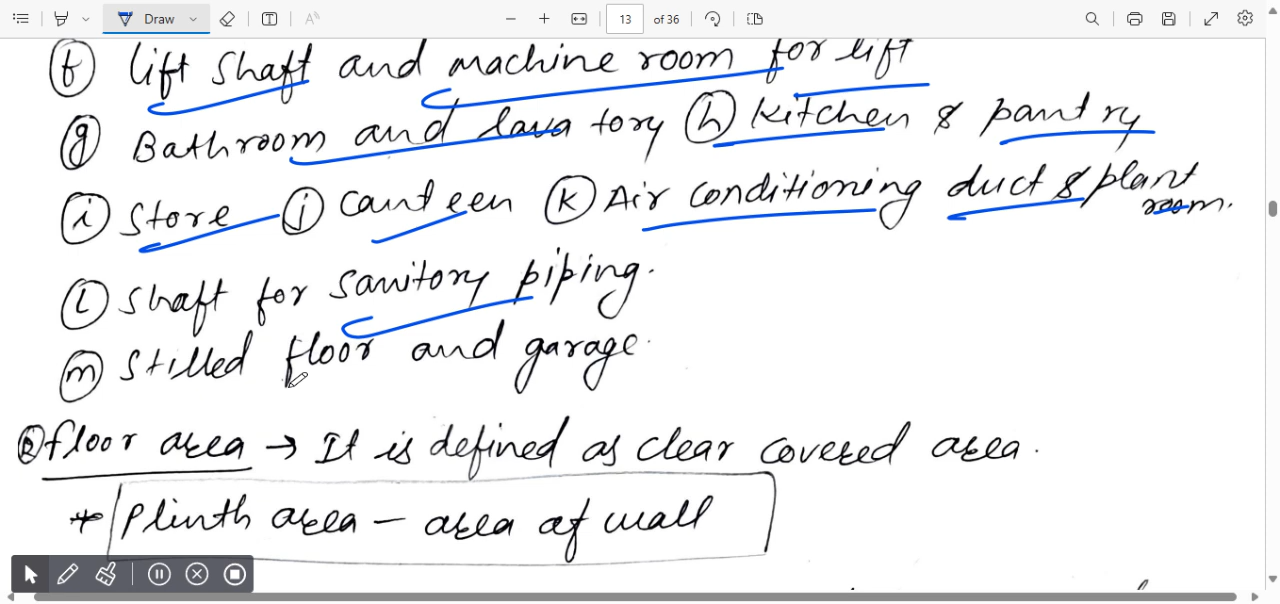 Draw
13 of 36
(f) lift shaft and machine room for lift
(g) Bathroom and lavatory (h) kitchen & pantry
(i) Store (j) Canteen (k) Air conditioning duct & plant room.
(l) Shaft for Sanitory piping.
(m) Stilled floor and garage.
(2) floor area → It is defined as clear covered area.
* Plinth area - area of wall